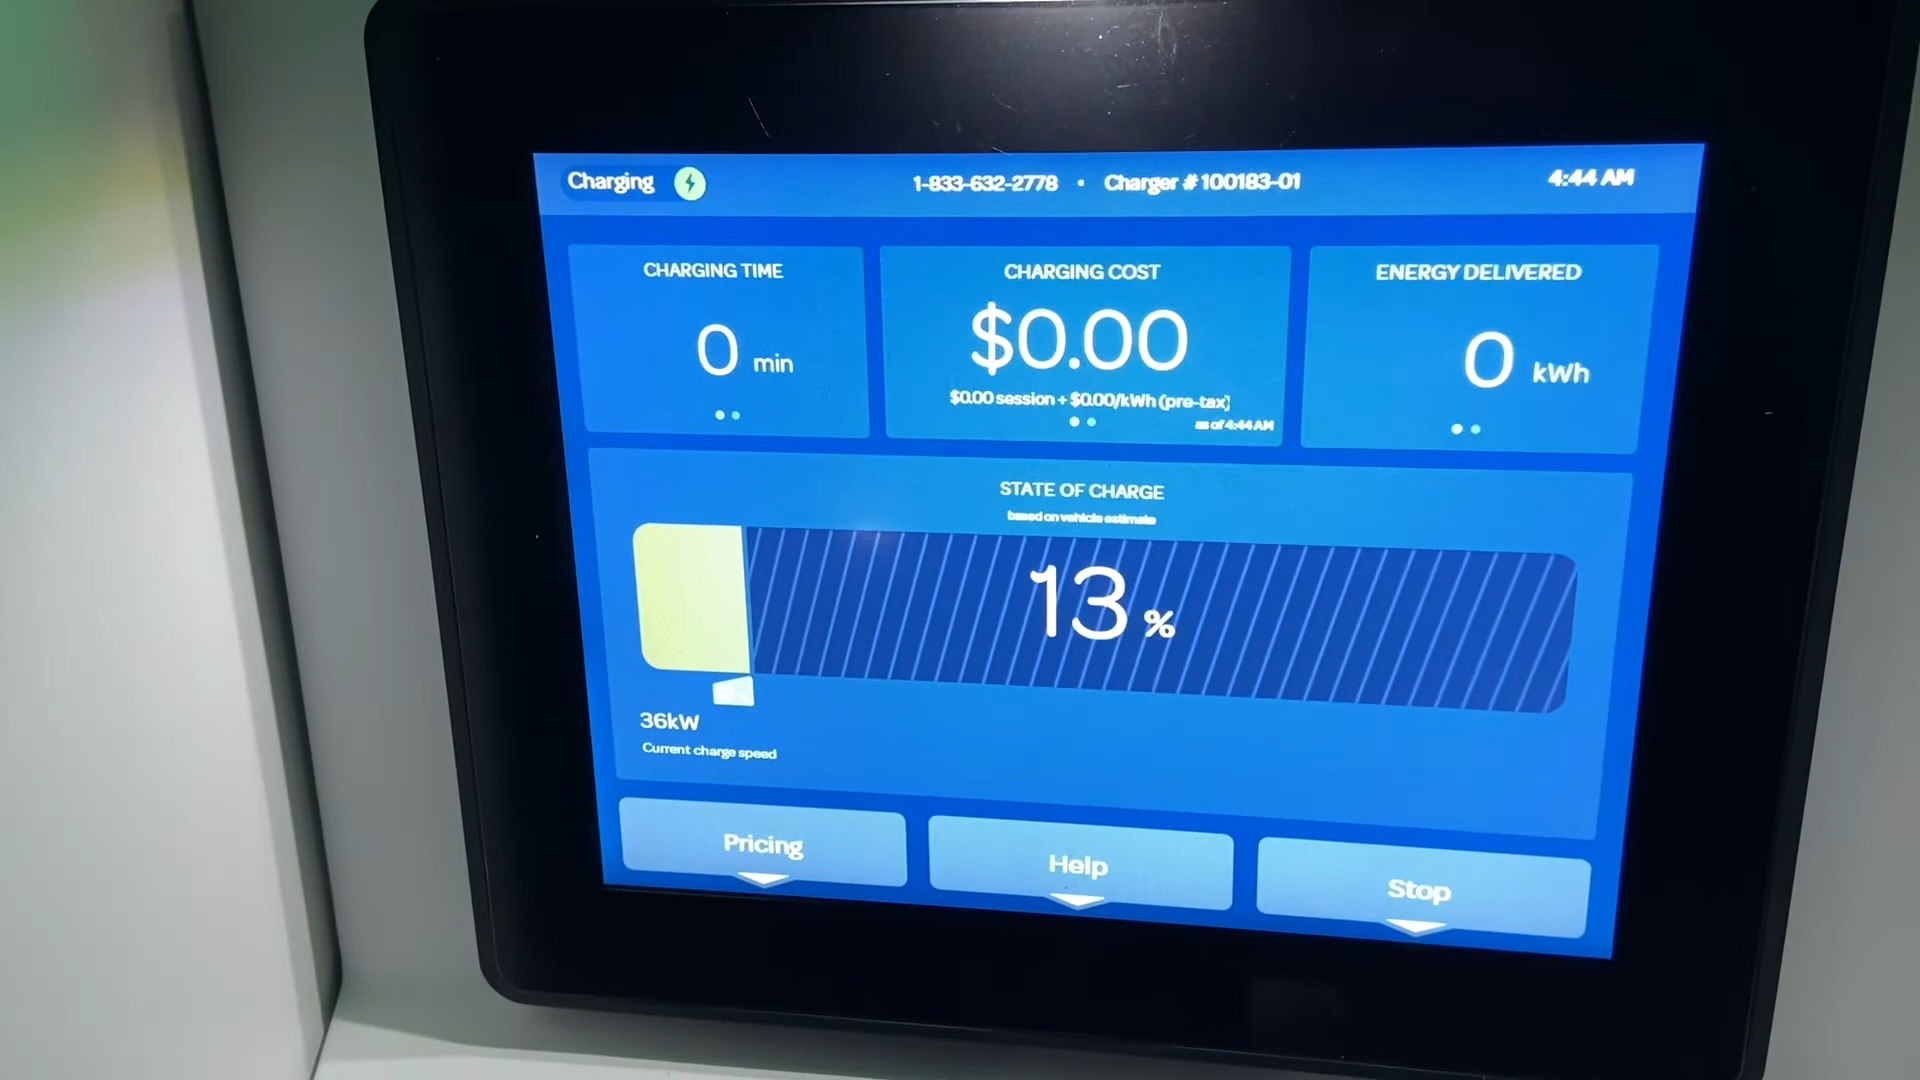 Charging
1-833-632-2778 • Charger # 100183-01
4:44 AM
CHARGING TIME
0 min
CHARGING COST
$0.00
$0.00 session + $0.00/kWh (pre-tax)
as of 4:44 AM
ENERGY DELIVERED
0 kWh
STATE OF CHARGE
based on vehicle estimate
13 %
36kW
Current charge speed
Pricing
Help
Stop